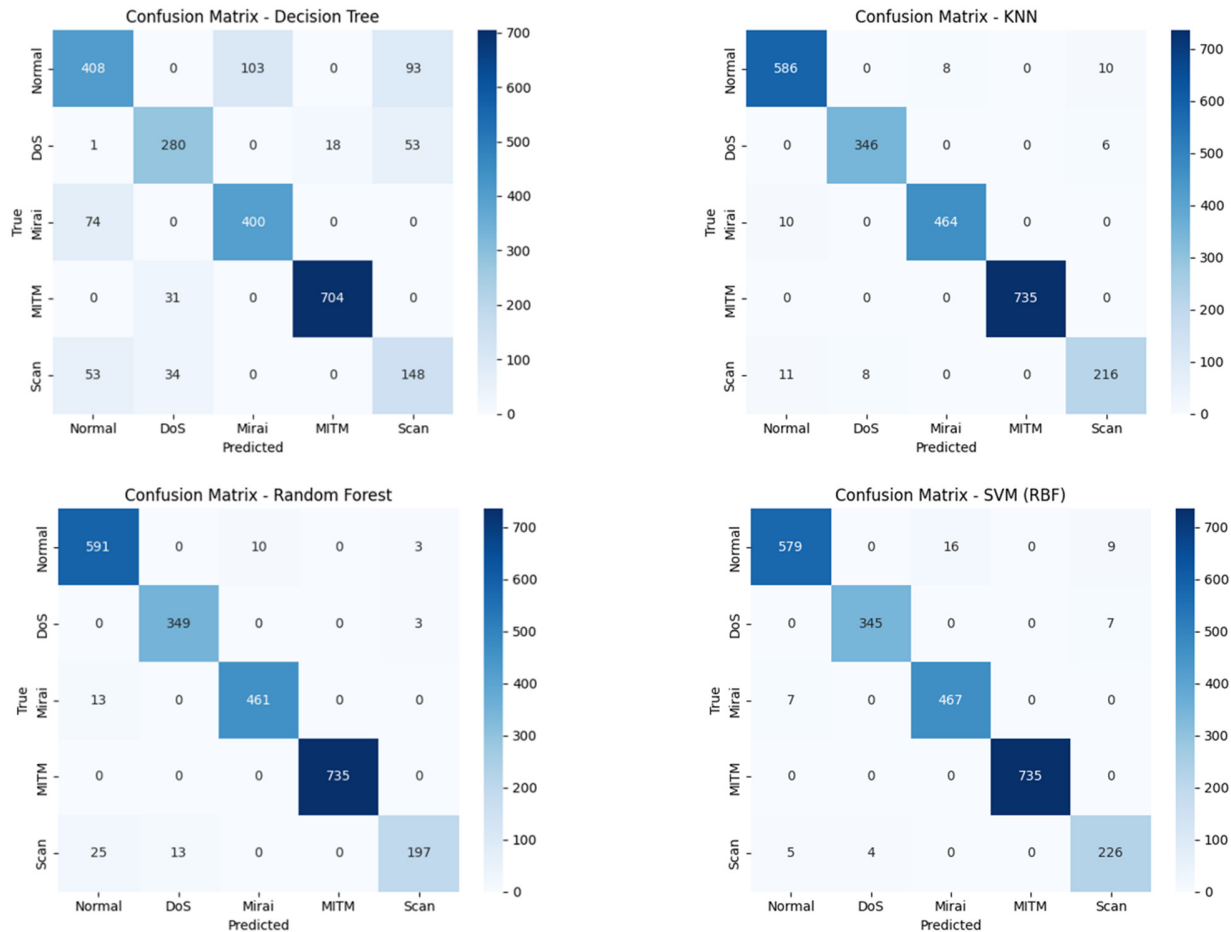 Confusion Matrix - Decision Tree
Normal 408 0 103 0 93
DoS 1 280 0 18 53
Mirai 74 0 400 0 0
MITM 0 31 0 704 0
Scan 53 34 0 0 148
True
Normal DoS Mirai MITM Scan
Predicted
700
600
500
400
300
200
100
0
Confusion Matrix - KNN
Normal 586 0 8 0 10
DoS 0 346 0 0 6
Mirai 10 0 464 0 0
MITM 0 0 0 735 0
Scan 11 8 0 0 216
True
Normal DoS Mirai MITM Scan
Predicted
700
600
500
400
300
200
100
0
Confusion Matrix - Random Forest
Normal 591 0 10 0 3
DoS 0 349 0 0 3
Mirai 13 0 461 0 0
MITM 0 0 0 735 0
Scan 25 13 0 0 197
True
Normal DoS Mirai MITM Scan
Predicted
700
600
500
400
300
200
100
0
Confusion Matrix - SVM (RBF)
Normal 579 0 16 0 9
DoS 0 345 0 0 7
Mirai 7 0 467 0 0
MITM 0 0 0 735 0
Scan 5 4 0 0 226
True
Normal DoS Mirai MITM Scan
Predicted
700
600
500
400
300
200
100
0